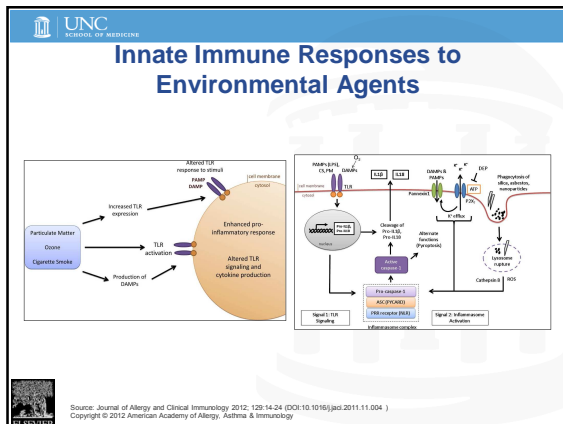 UNC
SCHOOL OF MEDICINE
Innate Immune Responses to
Environmental Agents
Altered TLR
response to stimuli
PAMP
DAMP
cell membrane
cytosol
Increased TLR
expression
Particulate Matter
Ozone
Cigarette Smoke
TLR
activation
Production of
DAMPs
Enhanced pro-
inflammatory response
Altered TLR
signaling and
cytokine production
O3
PAMPs (LPS),
CS, PM
DAMPs
TLR
cell membrane
cytosol
IL1β
IL18
DAMPs &
PAMPs
Pannexin1
K+
K+
K+
DEP
ATP
P2X7
K+ efflux
Phagocytosis of
silica, asbestos,
nanoparticles
Pro-IL1β,
Pro-IL18
nucleus
Cleavage of
Pro-IL1β,
Pro-IL18
Alternate
functions
(Pyroptosis)
Active
caspase 1
Lysosome
rupture
Cathepsin B
ROS
Pro-caspase 1
ASC (PYCARD)
PRR receptor (NLR)
Inflammasome complex
Signal 1: TLR
Signaling
Signal 2: Inflammasome
Activation
ELSEVIER
Source: Journal of Allergy and Clinical Immunology 2012; 129:14-24 (DOI:10.1016/j.jaci.2011.11.004 )
Copyright © 2012 American Academy of Allergy, Asthma & Immunology